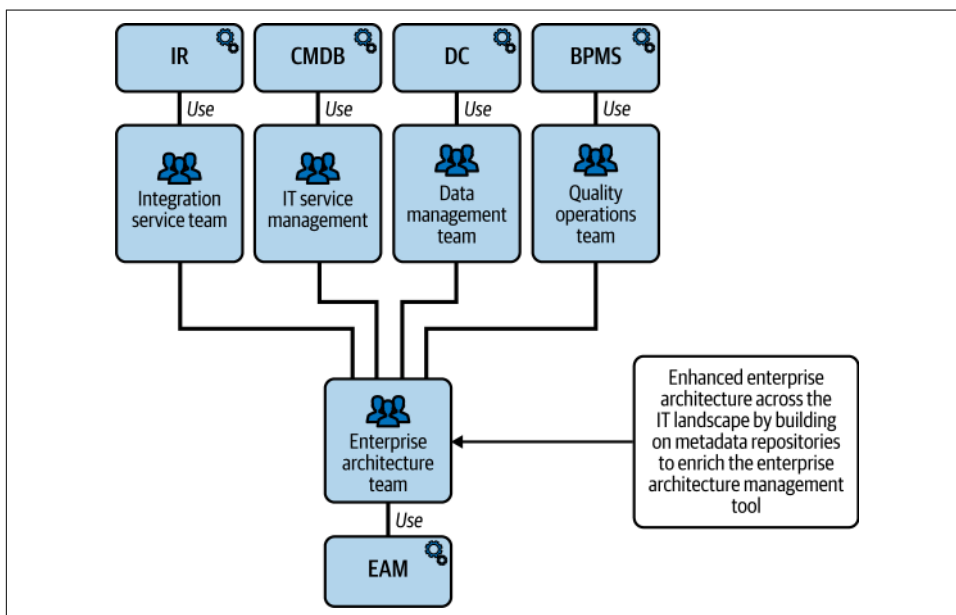 IR
CMDB
DC
BPMS
Use
Use
Use
Use
Integration
service team
IT service
management
Data
management
team
Quality
operations
team
Enterprise
architecture
team
Enhanced enterprise
architecture across the
IT landscape by building
on metadata repositories
to enrich the enterprise
architecture management
tool
Use
EAM